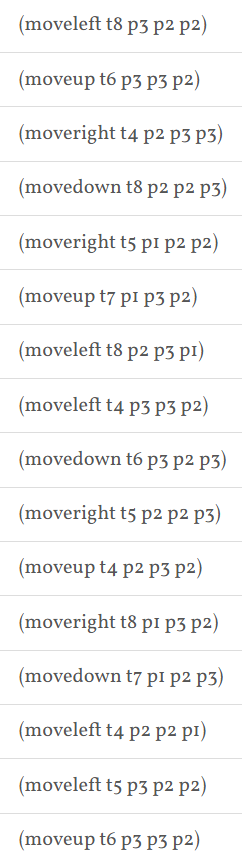 (moveleft t8 p3 p2 p2)
(moveup t6 p3 p3 p2)
(moveright t4 p2 p3 p3)
(movedown t8 p2 p2 p3)
(moveright t5 p1 p2 p2)
(moveup t7 p1 p3 p2)
(moveleft t8 p2 p3 p1)
(moveleft t4 p3 p3 p2)
(movedown t6 p3 p2 p3)
(moveright t5 p2 p2 p3)
(moveup t4 p2 p3 p2)
(moveright t8 p1 p3 p2)
(movedown t7 p1 p2 p3)
(moveleft t4 p2 p2 p1)
(moveleft t5 p3 p2 p2)
(moveup t6 p3 p3 p2)